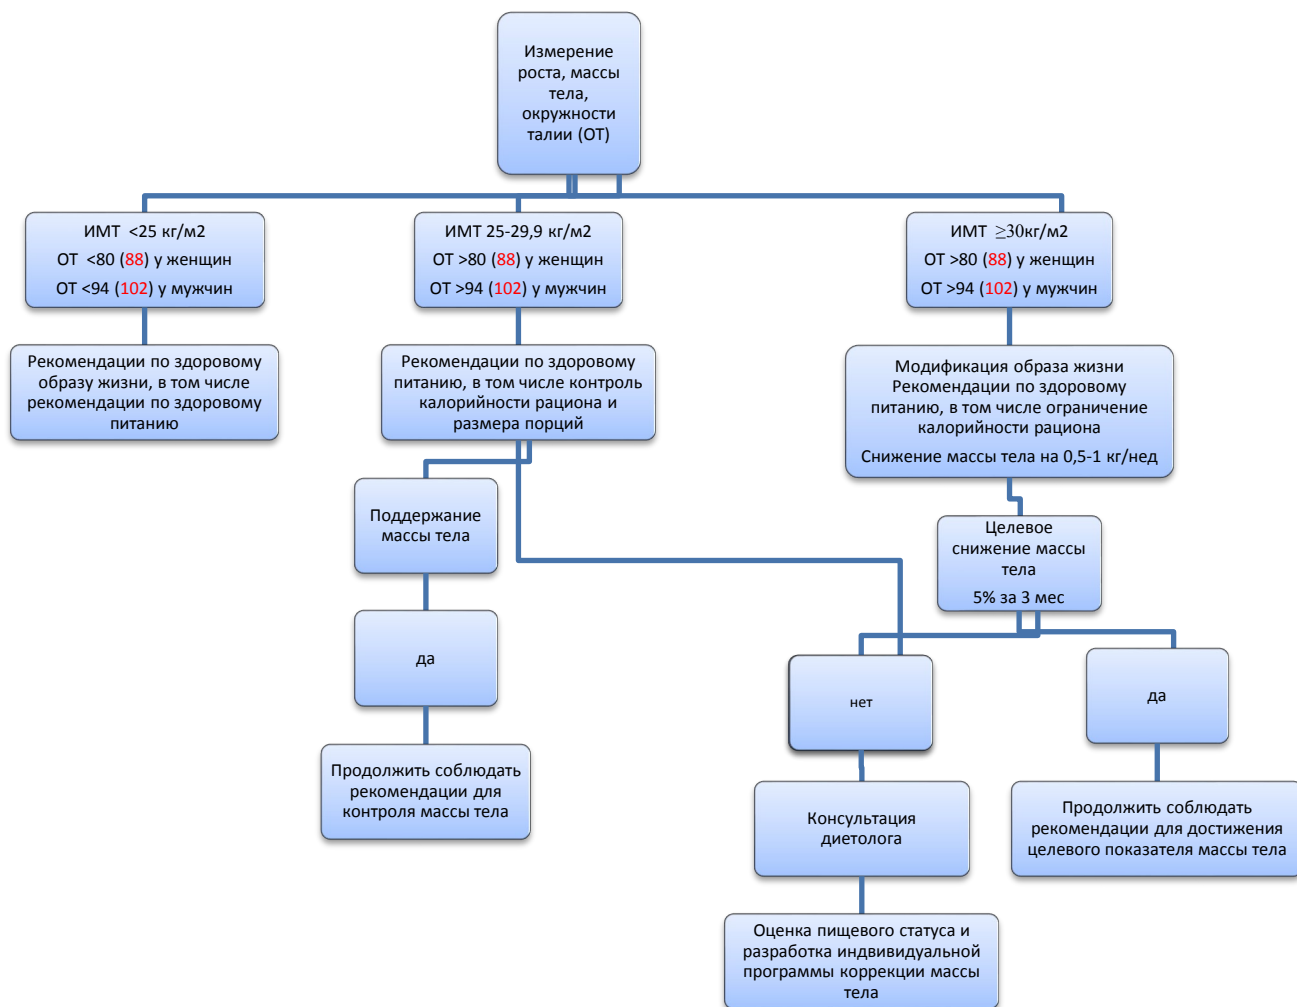 Измерение
роста, массы
тела,
окружности
талии (ОТ)
ИМТ <25 кг/м2
ОТ <80 (88) у женщин
ОТ <94 (102) у мужчин
ИМТ 25-29,9 кг/м2
ОТ >80 (88) у женщин
ОТ >94 (102) у мужчин
ИМТ ≥30кг/м2
ОТ >80 (88) у женщин
ОТ >94 (102) у мужчин
Рекомендации по здоровому
образу жизни, в том числе
рекомендации по здоровому
питанию
Рекомендации по здоровому
питанию, в том числе контроль
калорийности рациона и
размера порций
Модификация образа жизни
Рекомендации по здоровому
питанию, в том числе ограничение
калорийности рациона
Снижение массы тела на 0,5-1 кг/нед
Поддержание
массы тела
Целевое
снижение массы
тела
5% за 3 мес
да
нет
да
Продолжить соблюдать
рекомендации для
контроля массы тела
Консультация
диетолога
Продолжить соблюдать
рекомендации для достижения
целевого показателя массы тела
Оценка пищевого статуса и
разработка индвивидуальной
программы коррекции массы
тела